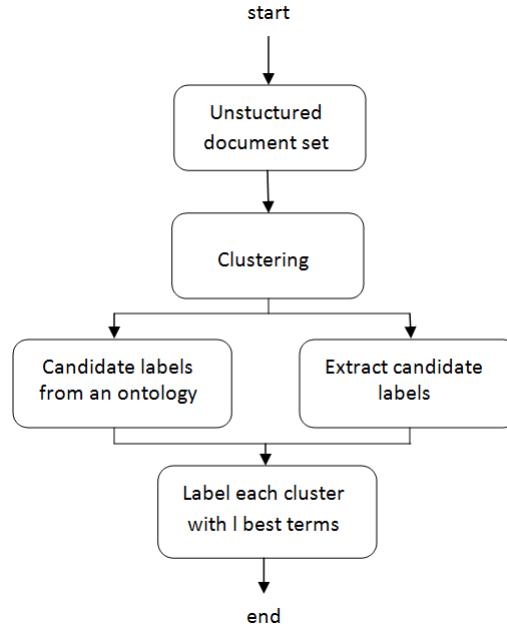 start
Unstuctured
document set
Clustering
Candidate labels
from an ontology
Extract candidate
labels
Label each cluster
with l best terms
end